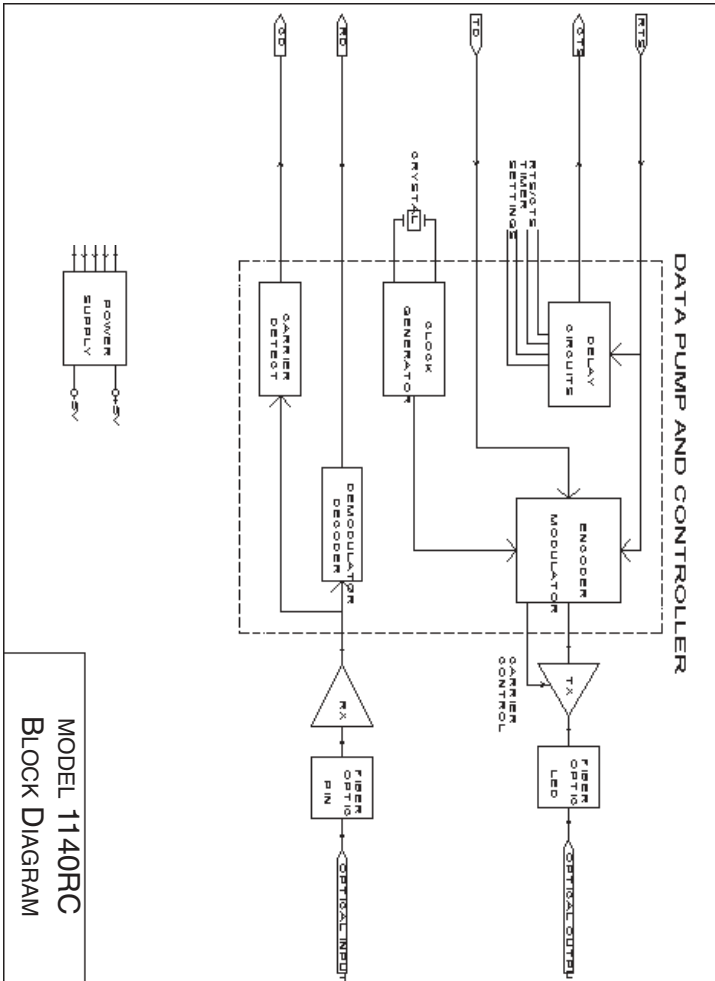 DATA PUMP AND CONTROLLER
RTS
CTS
TD
RD
CD
RTS/CTS
TIMER
SETTINGS
DELAY
CIRCUITS
CRYSTAL
CLOCK
GENERATOR
CARRIER
DETECT
ENCODER
MODULATOR
DEMODULATOR
DECODER
CARRIER
CONTROL
TX
RX
FIBER
OPTIC
LED
FIBER
OPTIC
PIN
OPTICAL OUTPU
OPTICAL INPUT
POWER
SUPPLY
+5V
-5V
MODEL 1140RC
BLOCK DIAGRAM